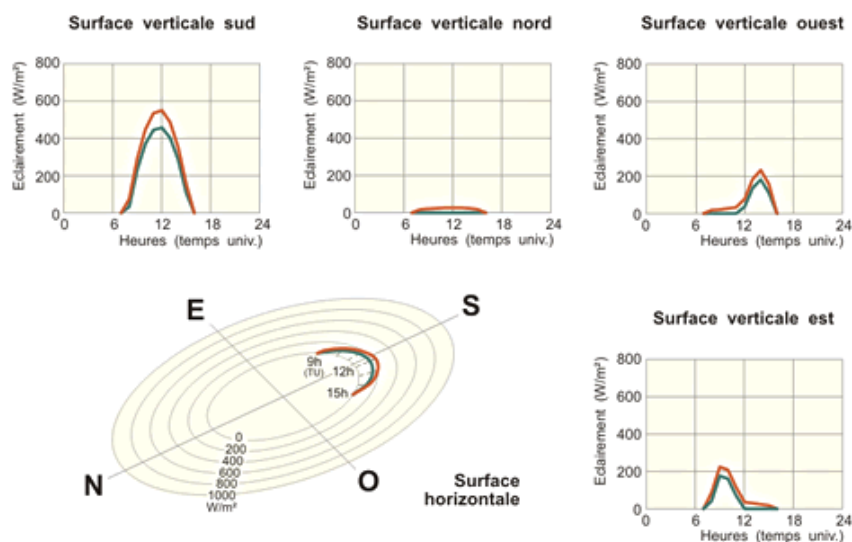 Surface verticale sud
Eclairement (W/m²)
800
600
400
200
0
0 6 12 18 24
Heures (temps univ.)
Surface verticale nord
Eclairement (W/m²)
800
600
400
200
0
0 6 12 18 24
Heures (temps univ.)
Surface verticale ouest
Eclairement (W/m²)
800
600
400
200
0
0 6 12 18 24
Heures (temps univ.)
E
S
9h
(TU)
12h
15h
0
200
400
600
800
1000
W/m²
N
O
Surface
horizontale
Surface verticale est
Eclairement (W/m²)
800
600
400
200
0
0 6 12 18 24
Heures (temps univ.)